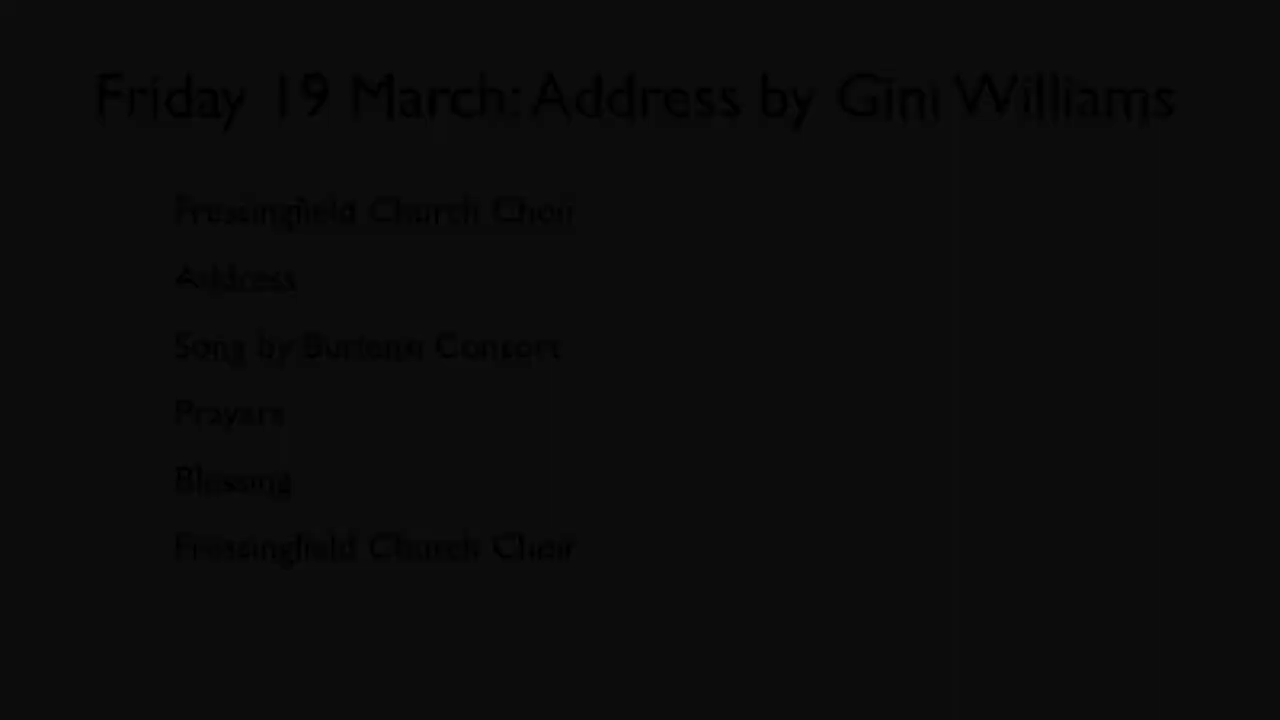 Friday 19 March: Address by Gini Williams
Fressingfield Church Choir
Address
Song by Consort
Prayers
Blessing
Fressingfield Church Choir